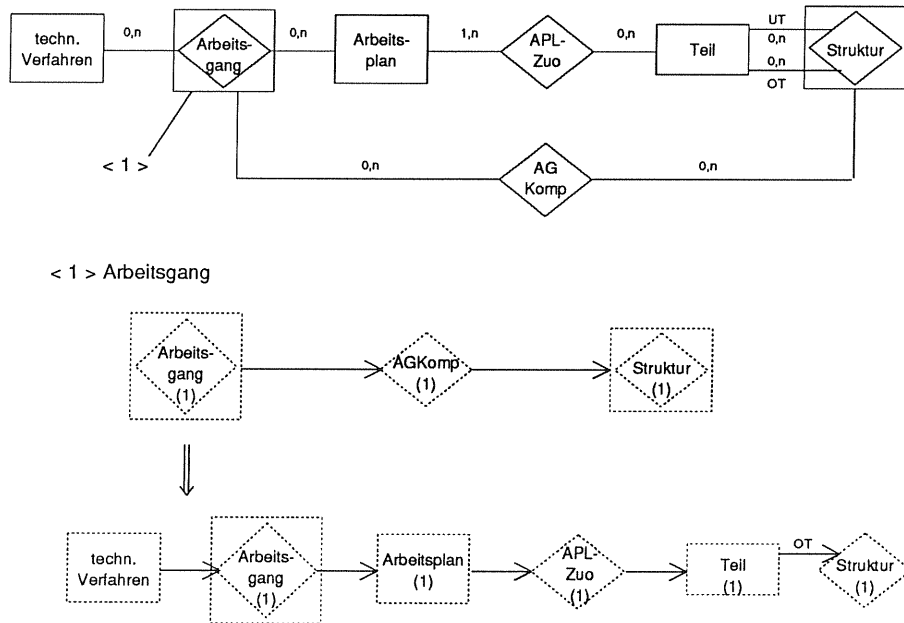 techn.
Verfahren
0,n
Arbeits-
gang
0,n
Arbeits-
plan
1,n
APL-
Zuo
0,n
Teil
UT
0,n
0,n
OT
Struktur
< 1 >
0,n
AG
Komp
0,n
< 1 > Arbeitsgang
Arbeits-
gang
(1)
AGKomp
(1)
Struktur
(1)
techn.
Verfahren
Arbeits-
gang
(1)
Arbeitsplan
(1)
APL-
Zuo
(1)
Teil
(1)
OT
Struktur
(1)